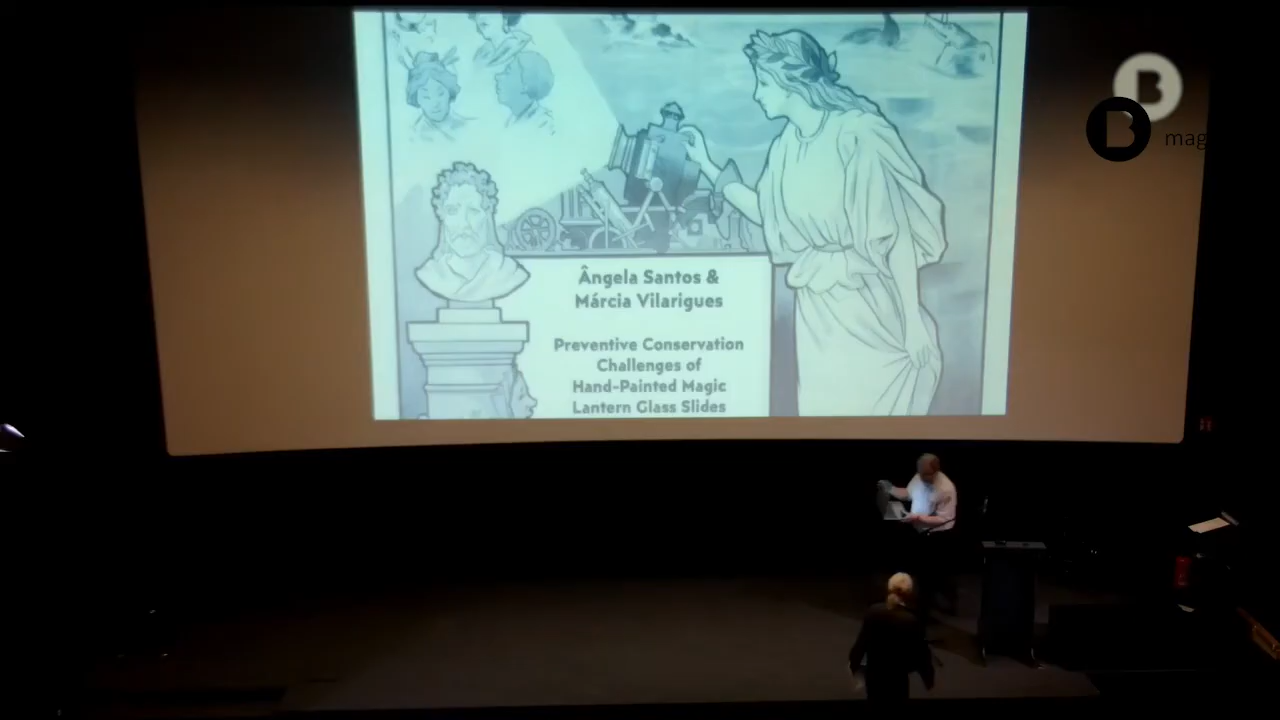 B
B
mag
Ângela Santos &
Márcia Vilarigues
Preventive Conservation
Challenges of
Hand-Painted Magic
Lantern Glass Slides